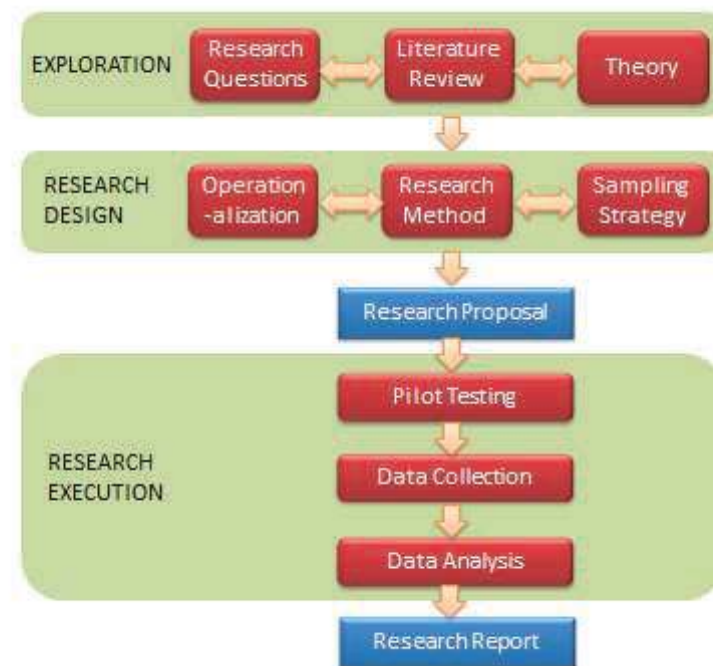 EXPLORATION
Research
Questions
Literature
Review
Theory
RESEARCH
DESIGN
Operation
-alization
Research
Method
Sampling
Strategy
Research Proposal
RESEARCH
EXECUTION
Pilot Testing
Data Collection
Data Analysis
Research Report